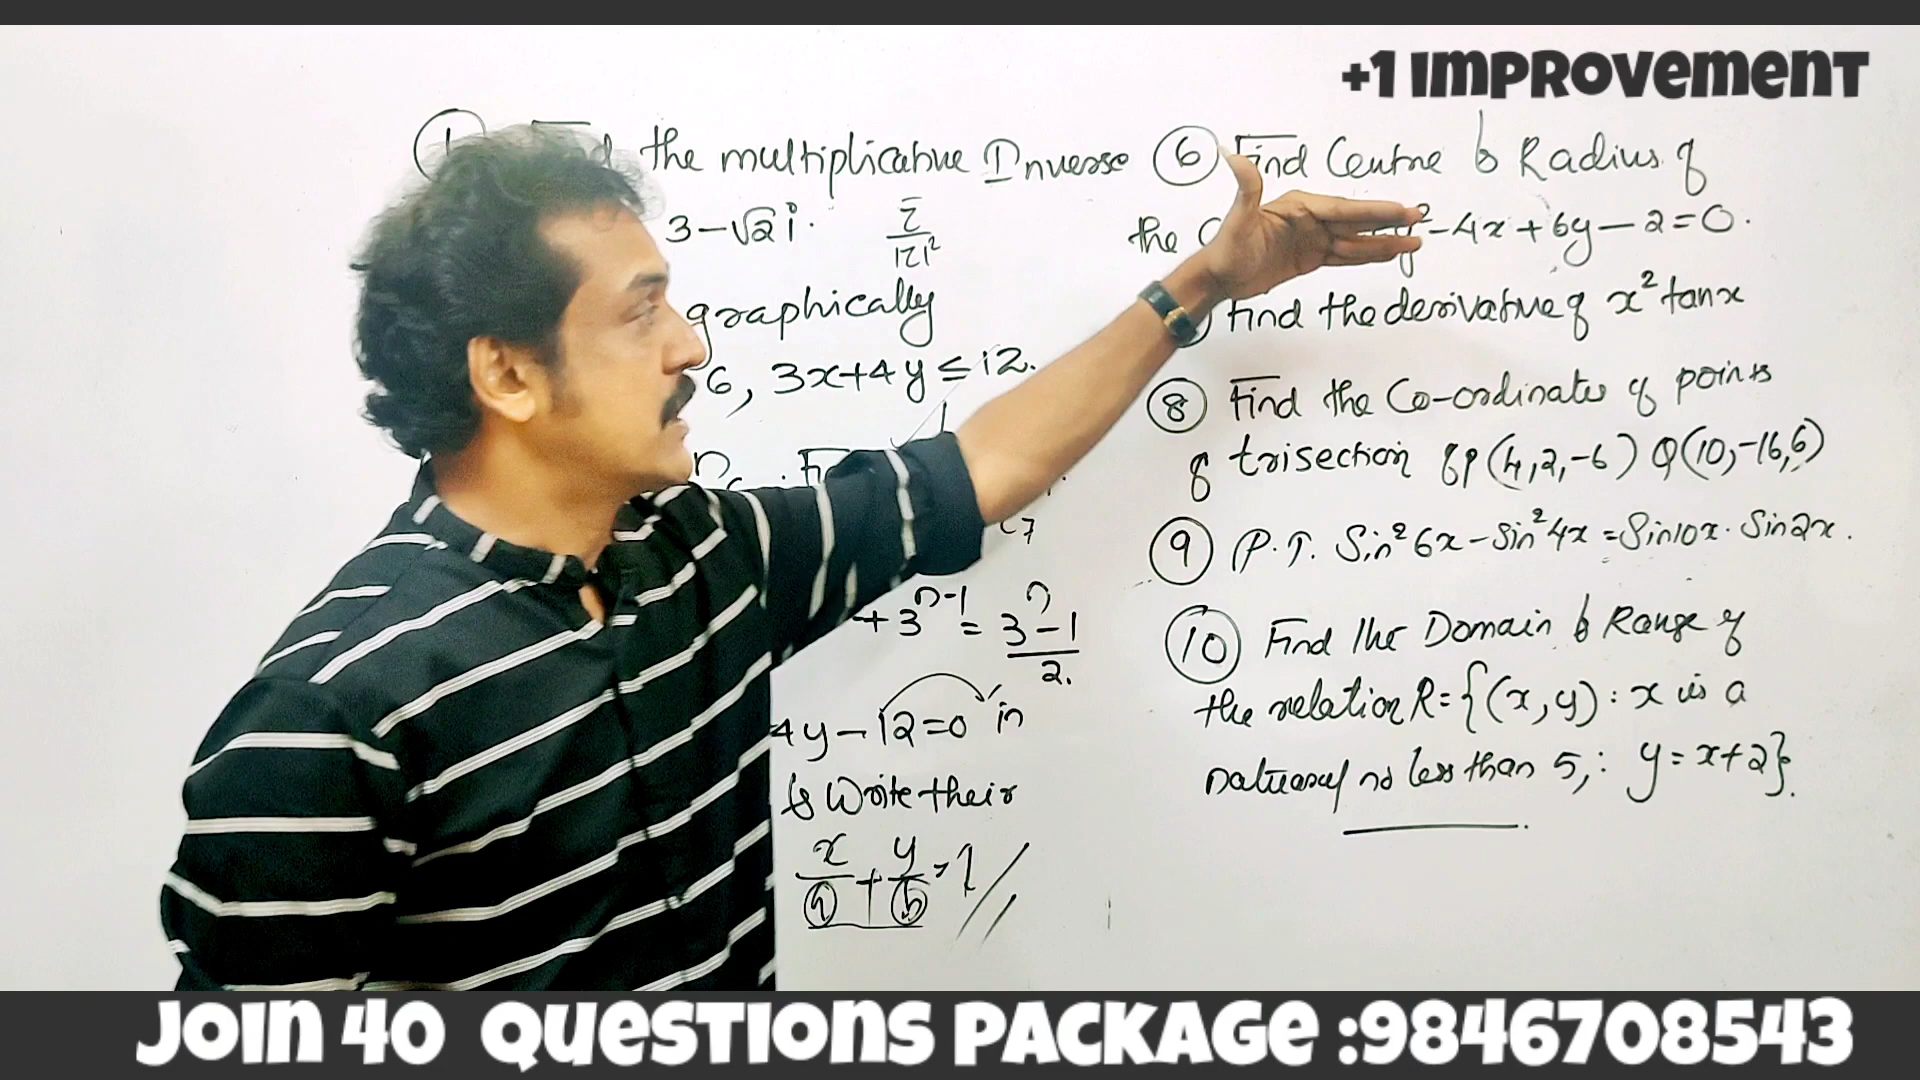 +1 IMPROVEMENT
the multiplicative Inverse
3-√2i. z̄/|z|²
graphically
6, 3x+4y≤12.
C7
+3ⁿ⁻¹ = 3ⁿ-1/2.
4y-12=0 in
& Write their
x/a + y/b = 1
⑥ Find Centre & Radius of
the y²-4x+6y-2=0.
Find the derivative of x² tanx
⑧ Find the Co-ordinates of points
of trisection of P(4,2,-6) Q(10,-16,6)
⑨ P.T. Sin²6x-Sin²4x=Sin10x. Sin2x.
⑩ Find the Domain & Range of
the relation R={(x,y): x is a
natural no less than 5,: y=x+2}.
JOIN 40 QUESTIONS PACKAGE :9846708543